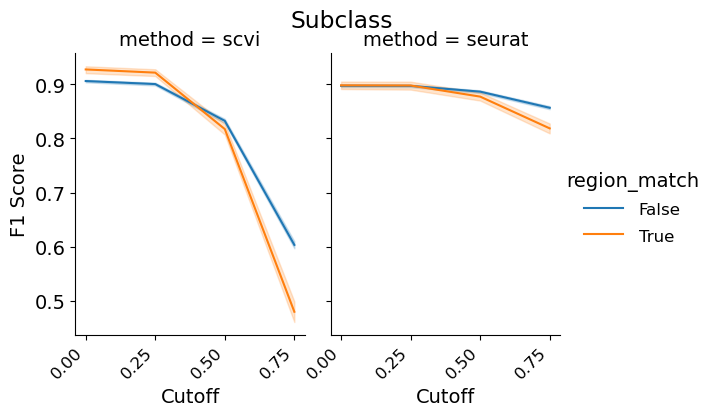 Subclass
method = scvi
method = seurat
F1 Score
0.9
0.8
0.7
0.6
0.5
0.00
0.25
0.50
0.75
Cutoff
0.00
0.25
0.50
0.75
Cutoff
region_match
False
True